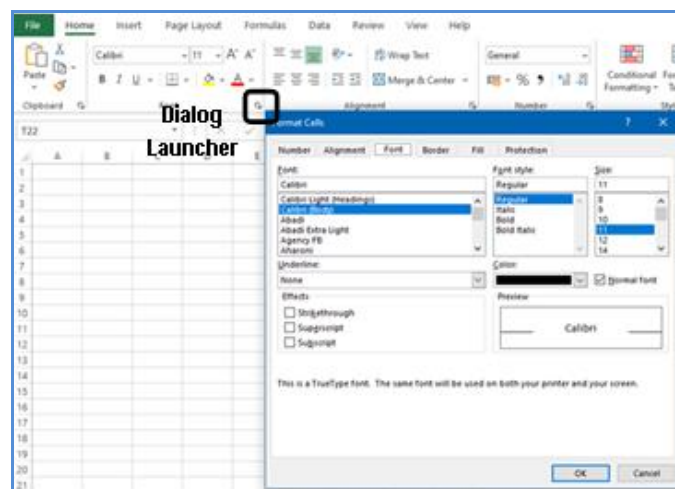 File Home Insert Page Layout Formulas Data Review View Help
Calibri 11 A A Wrap Text General
Paste B I U A Merge & Center % Conditional
Formatting
Clipboard Alignment Number
Dialog
Launcher
T22
Format Cells ? X
A B C D E
Number Alignment Font Border Fill Protection
Font: Font style: Size:
Calibri Regular 11
Calibri Light (Headings) Regular 8
Calibri (Body) Italic 9
Abadi Bold 10
Abadi Extra Light Bold Italic 11
Agency FB 12
Aharoni 14
Underline: Color:
None Normal font
Effects Preview
Strikethrough
Superscript
Subscript
Calibri
This is a TrueType font. The same font will be used on both your printer and your screen.
OK Cancel
1
2
3
4
5
6
7
8
9
10
11
12
13
14
15
16
17
18
19
20
21